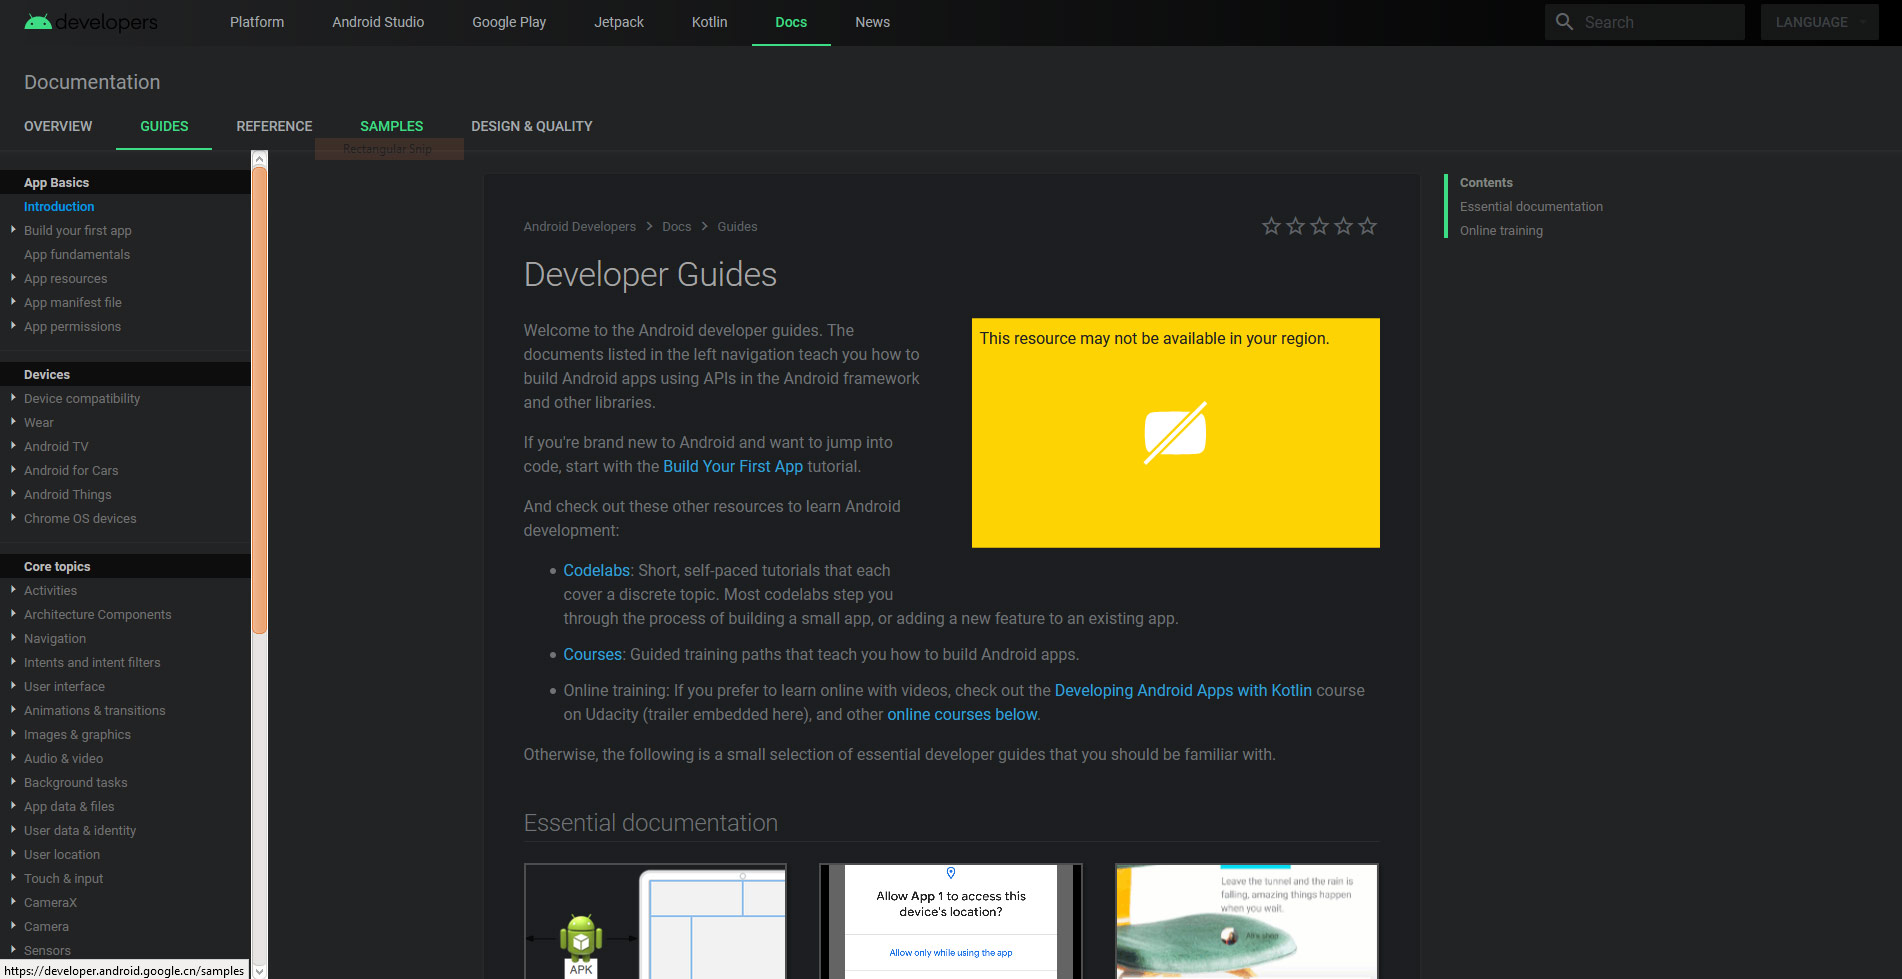 developers
Platform
Android Studio
Google Play
Jetpack
Kotlin
Docs
News
Search
LANGUAGE
Documentation
OVERVIEW
GUIDES
REFERENCE
SAMPLES
DESIGN & QUALITY
Rectangular Snip
App Basics
Introduction
Build your first app
App fundamentals
App resources
App manifest file
App permissions
Devices
Device compatibility
Wear
Android TV
Android for Cars
Android Things
Chrome OS devices
Core topics
Activities
Architecture Components
Navigation
Intents and intent filters
User interface
Animations & transitions
Images & graphics
Audio & video
Background tasks
App data & files
User data & identity
User location
Touch & input
CameraX
Camera
Sensors
https://developer.android.google.cn/samples
Android Developers > Docs > Guides
Developer Guides
Welcome to the Android developer guides. The
documents listed in the left navigation teach you how to
build Android apps using APIs in the Android framework
and other libraries.
This resource may not be available in your region.
If you're brand new to Android and want to jump into
code, start with the Build Your First App tutorial.
And check out these other resources to learn Android
development:
• Codelabs: Short, self-paced tutorials that each
cover a discrete topic. Most codelabs step you
through the process of building a small app, or adding a new feature to an existing app.
• Courses: Guided training paths that teach you how to build Android apps.
• Online training: If you prefer to learn online with videos, check out the Developing Android Apps with Kotlin course
on Udacity (trailer embedded here), and other online courses below.
Otherwise, the following is a small selection of essential developer guides that you should be familiar with.
Essential documentation
APK
Allow App 1 to access this
device's location?
Allow only while using the app
Leave the tunnel and the rain is
falling, amazing things happen
when you wait.
Ali's shop
Contents
Essential documentation
Online training